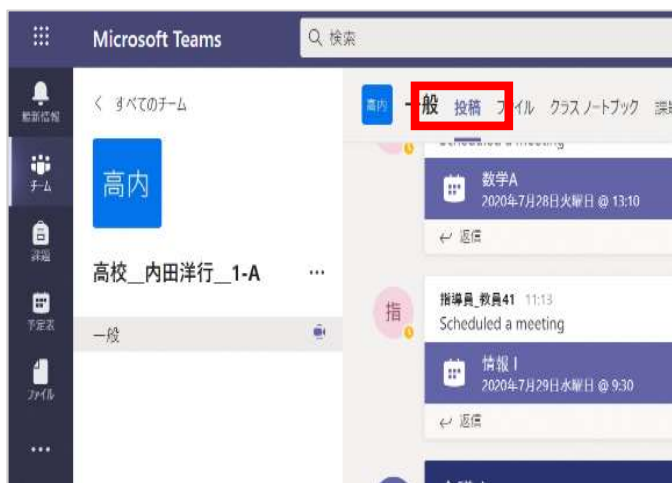 Microsoft Teams
検索
最新情報
チーム
課題
予定表
ファイル
すべてのチーム
高内
高校__内田洋行__1-A
一般
高内 一般 投稿 ファイル クラス ノートブック
Scheduled a meeting
数学A
2020年7月28日火曜日 @ 13:10
返信
指
指導員_教員41 11:13
Scheduled a meeting
情報 I
2020年7月29日水曜日 @ 9:30
返信